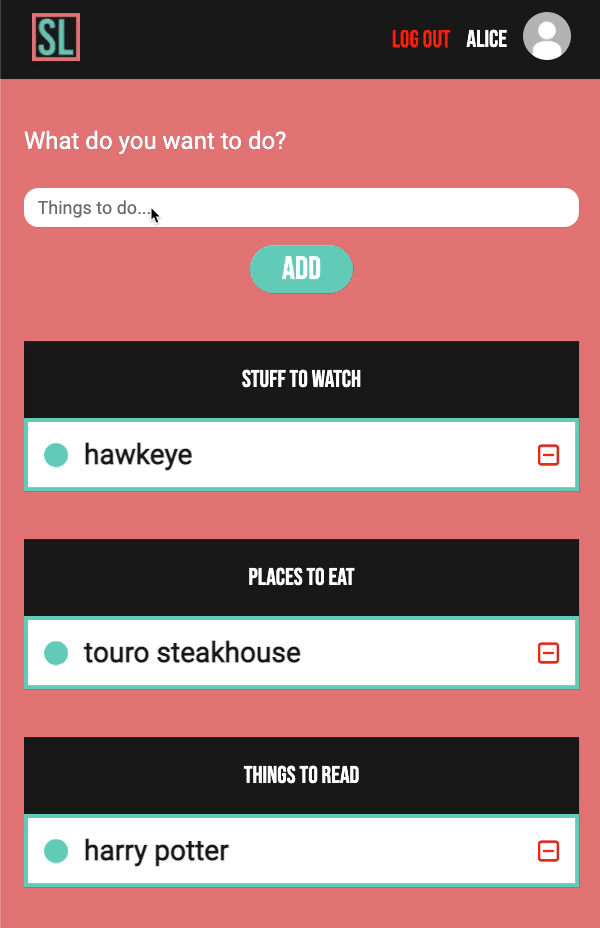 SL
LOG OUT ALICE
What do you want to do?
Things to do...
ADD
STUFF TO WATCH
hawkeye
PLACES TO EAT
touro steakhouse
THINGS TO READ
harry potter